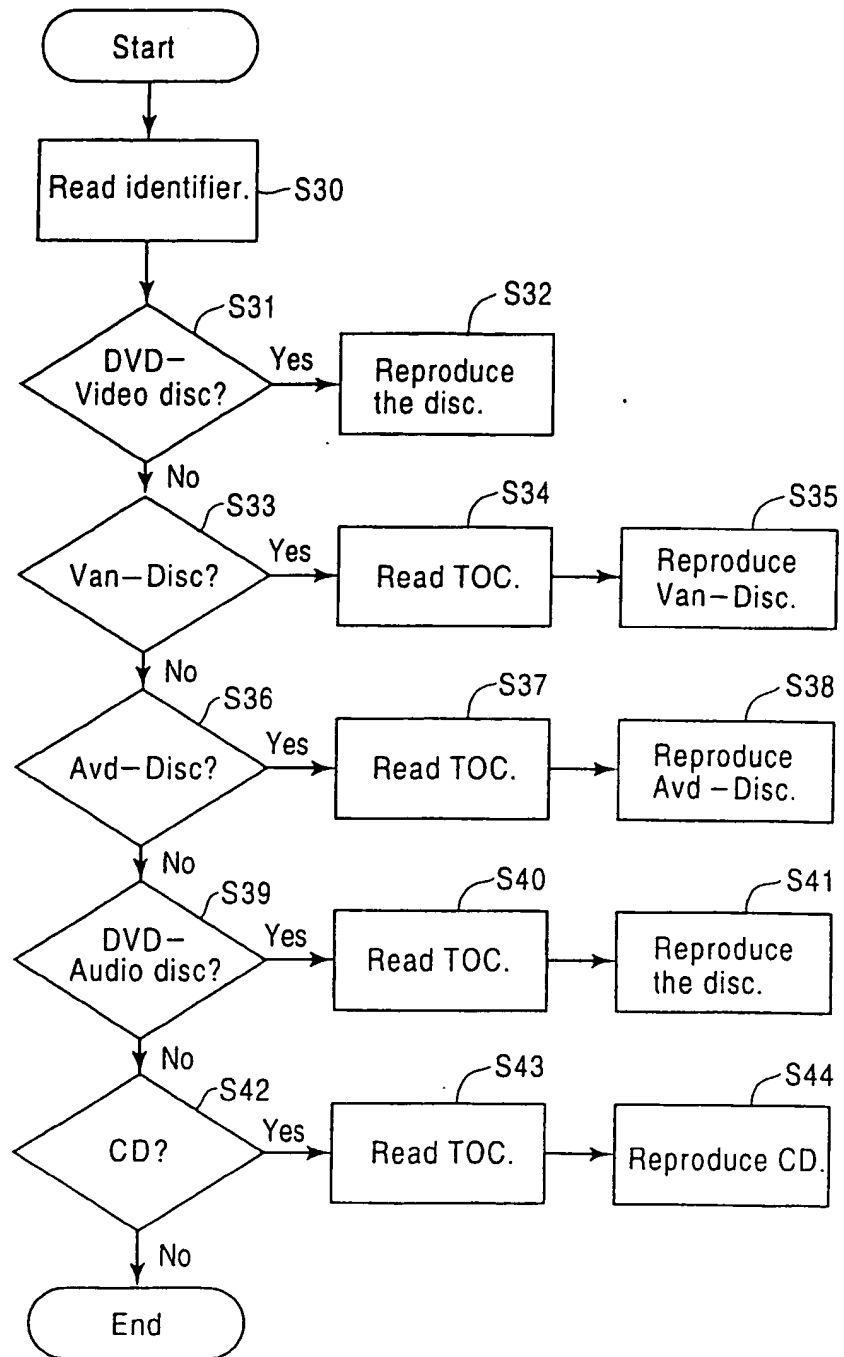 Start
Read identifier.
S30
S31
DVD-
Video disc?
Yes
S32
Reproduce
the disc.
No
S33
Van-Disc?
Yes
S34
Read TOC.
S35
Reproduce
Van-Disc.
No
S36
Avd-Disc?
Yes
S37
Read TOC.
S38
Reproduce
Avd-Disc.
No
S39
DVD-
Audio disc?
Yes
S40
Read TOC.
S41
Reproduce
the disc.
No
S42
CD?
Yes
S43
Read TOC.
S44
Reproduce CD.
No
End